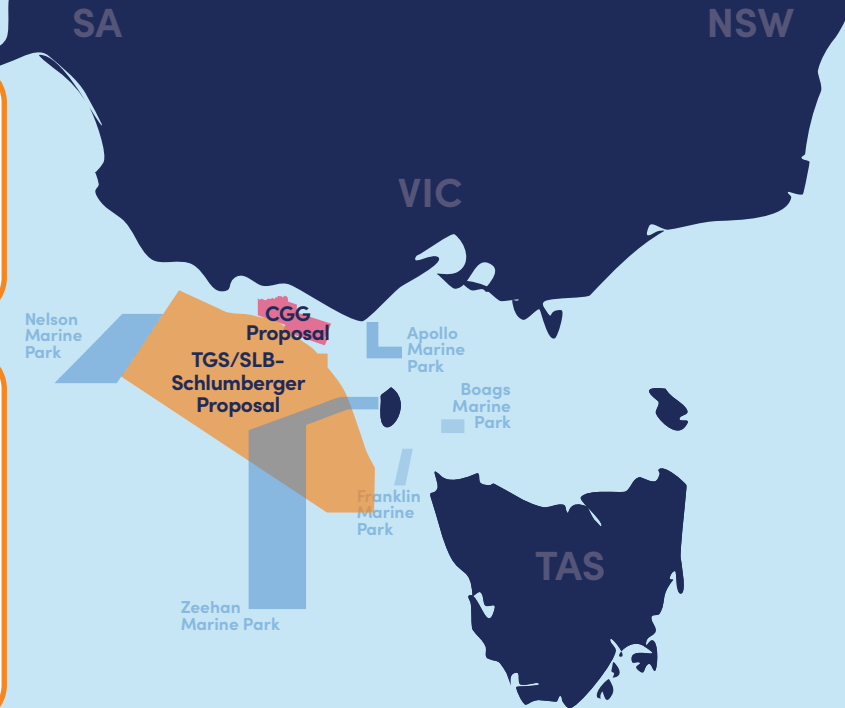 SA
NSW
VIC
CGG
Proposal
Nelson
Marine
Park
Apollo
Marine
Park
TGS/SLB-
Schlumberger
Proposal
Boags
Marine
Park
Franklin
Marine
Park
TAS
Zeehan
Marine Park